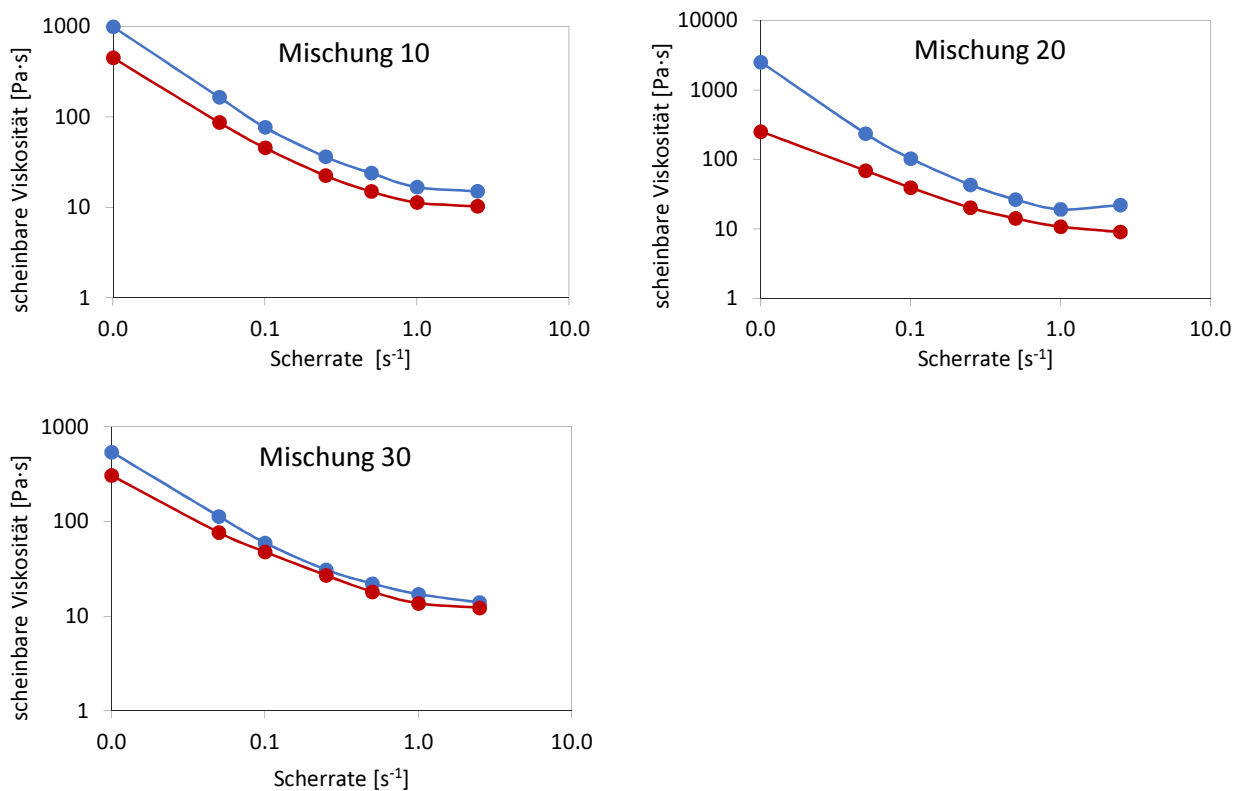 scheinbare Viskosität [Pa·s]
1000
100
10
1
Mischung 10
0.0 0.1 1.0 10.0
Scherrate [s-1]
scheinbare Viskosität [Pa·s]
10000
1000
100
10
1
Mischung 20
0.0 0.1 1.0 10.0
Scherrate [s-1]
scheinbare Viskosität [Pa·s]
1000
100
10
1
Mischung 30
0.0 0.1 1.0 10.0
Scherrate [s-1]